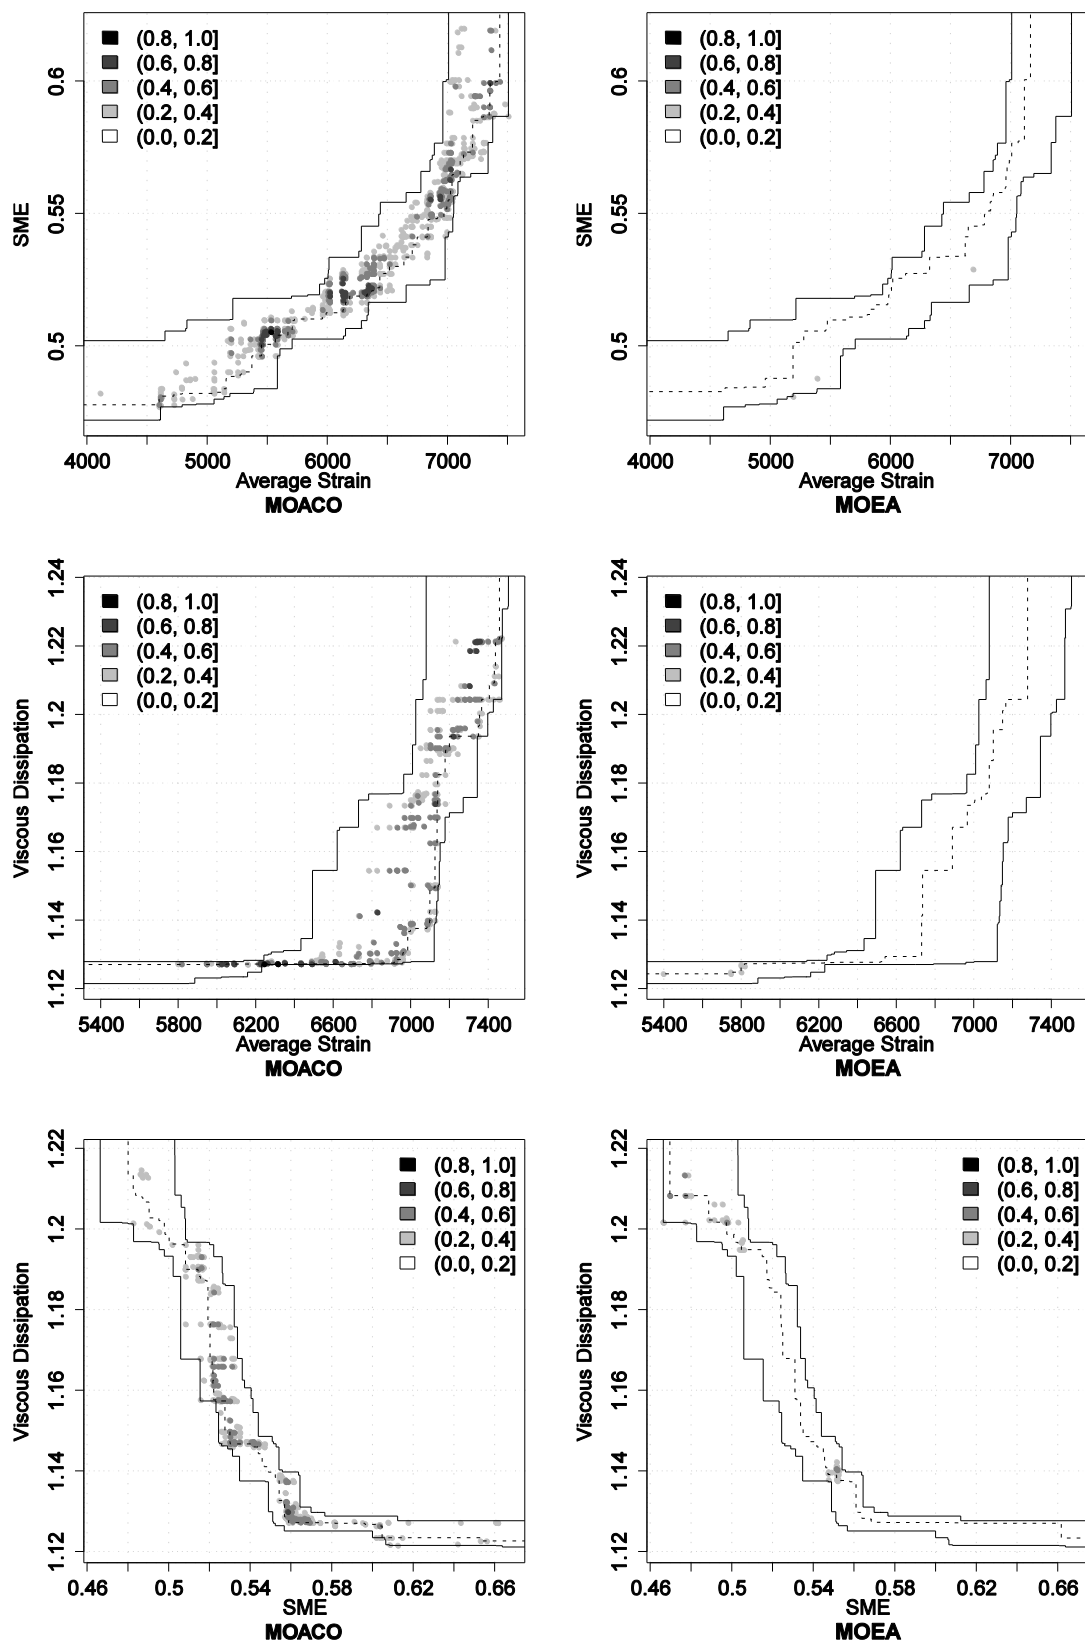 (0.8, 1.0]
(0.6, 0.8]
(0.4, 0.6]
(0.2, 0.4]
(0.0, 0.2]
SME
0.5 0.55 0.6
4000 5000 6000 7000
Average Strain
MOACO
(0.8, 1.0]
(0.6, 0.8]
(0.4, 0.6]
(0.2, 0.4]
(0.0, 0.2]
SME
0.5 0.55 0.6
4000 5000 6000 7000
Average Strain
MOEA
(0.8, 1.0]
(0.6, 0.8]
(0.4, 0.6]
(0.2, 0.4]
(0.0, 0.2]
Viscous Dissipation
1.12 1.14 1.16 1.18 1.2 1.22 1.24
5400 5800 6200 6600 7000 7400
Average Strain
MOACO
(0.8, 1.0]
(0.6, 0.8]
(0.4, 0.6]
(0.2, 0.4]
(0.0, 0.2]
Viscous Dissipation
1.12 1.14 1.16 1.18 1.2 1.22 1.24
5400 5800 6200 6600 7000 7400
Average Strain
MOEA
(0.8, 1.0]
(0.6, 0.8]
(0.4, 0.6]
(0.2, 0.4]
(0.0, 0.2]
Viscous Dissipation
1.12 1.14 1.16 1.18 1.2 1.22
0.46 0.5 0.54 0.58 0.62 0.66
SME
MOACO
(0.8, 1.0]
(0.6, 0.8]
(0.4, 0.6]
(0.2, 0.4]
(0.0, 0.2]
Viscous Dissipation
1.12 1.14 1.16 1.18 1.2 1.22
0.46 0.5 0.54 0.58 0.62 0.66
SME
MOEA